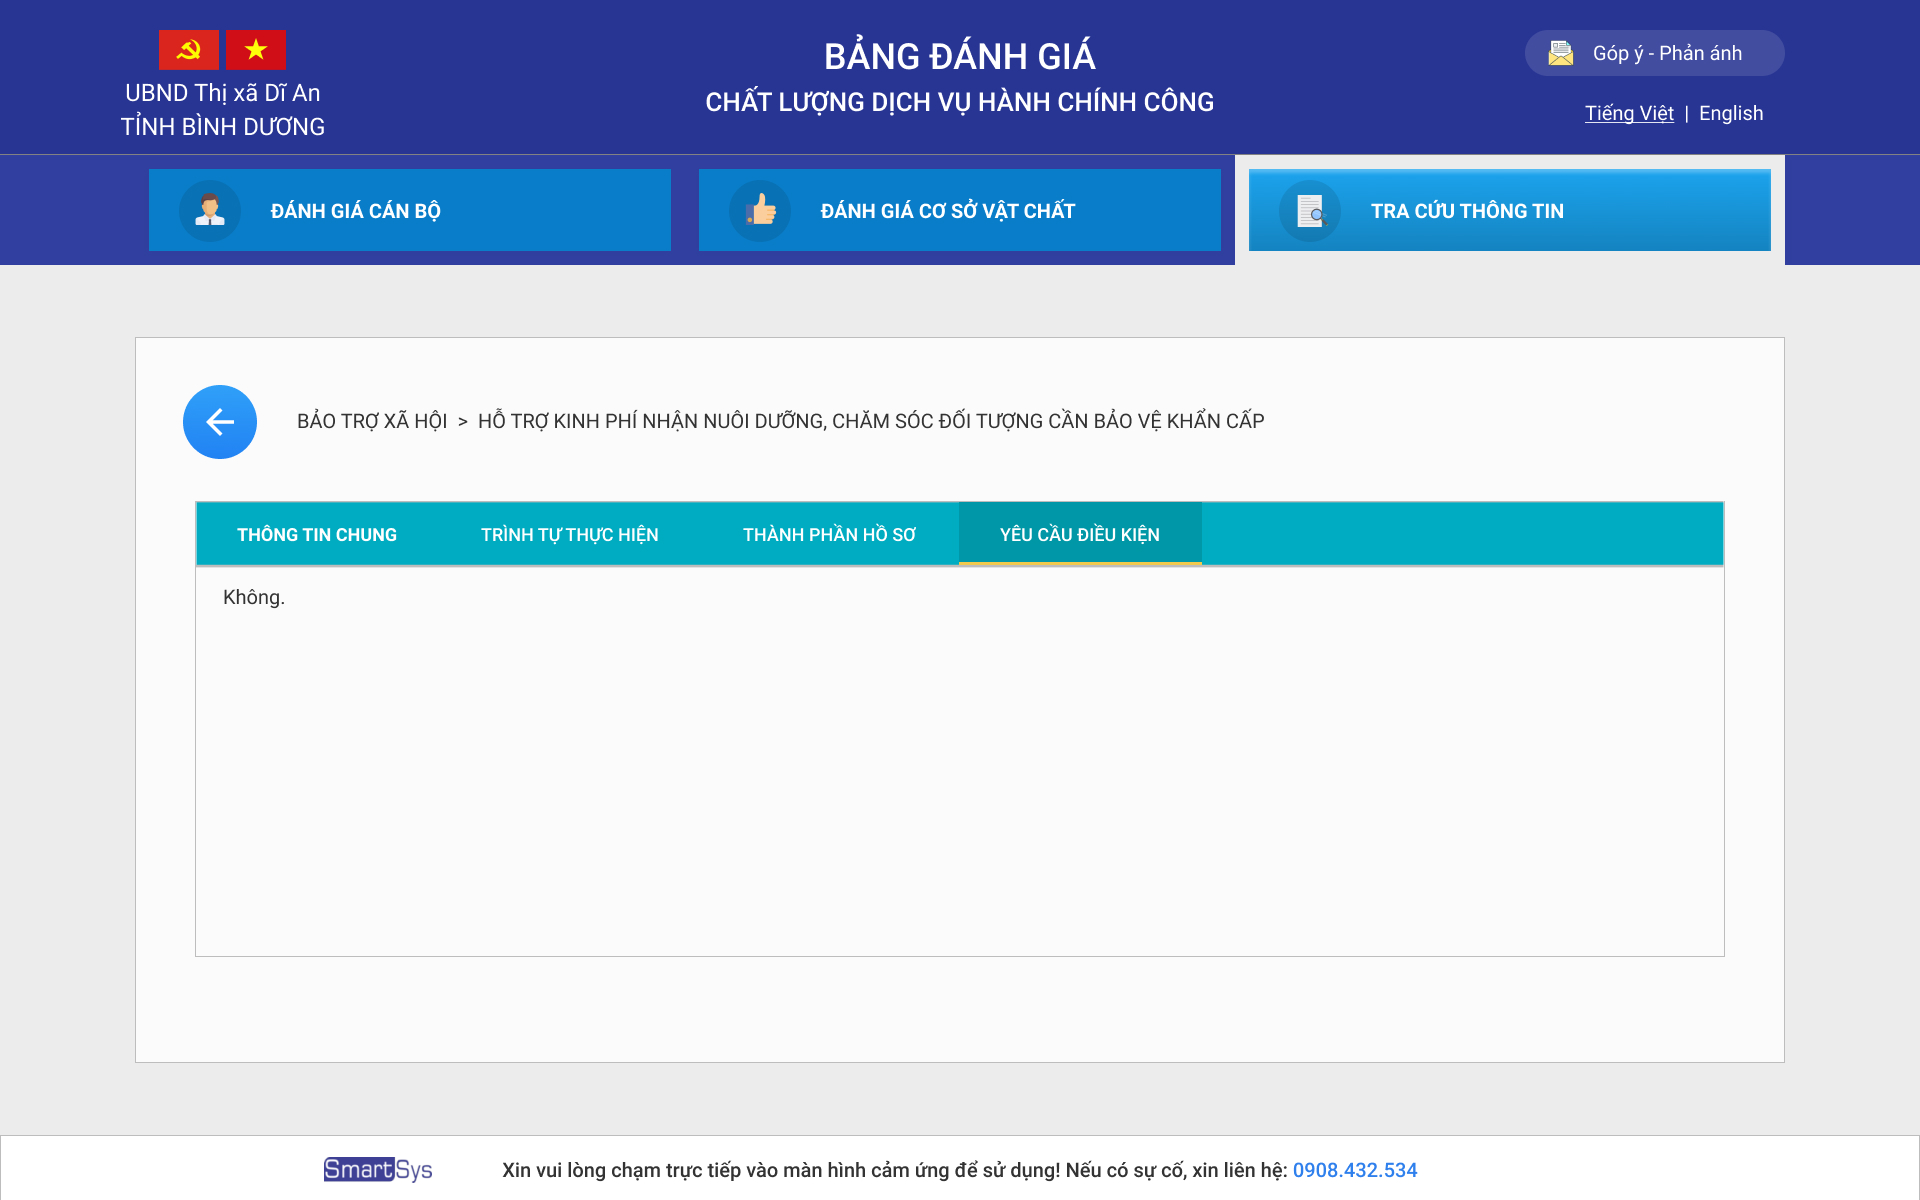 UBND Thị xã Dĩ An
TỈNH BÌNH DƯƠNG
BẢNG ĐÁNH GIÁ
CHẤT LƯỢNG DỊCH VỤ HÀNH CHÍNH CÔNG
Góp ý - Phản ánh
Tiếng Việt | English
ĐÁNH GIÁ CÁN BỘ
ĐÁNH GIÁ CƠ SỞ VẬT CHẤT
TRA CỨU THÔNG TIN
BẢO TRỢ XÃ HỘI > HỖ TRỢ KINH PHÍ NHẬN NUÔI DƯỠNG, CHĂM SÓC ĐỐI TƯỢNG CẦN BẢO VỆ KHẨN CẤP
THÔNG TIN CHUNG
TRÌNH TỰ THỰC HIỆN
THÀNH PHẦN HỒ SƠ
YÊU CẦU ĐIỀU KIỆN
Không.
SmartSys
Xin vui lòng chạm trực tiếp vào màn hình cảm ứng để sử dụng! Nếu có sự cố, xin liên hệ: 0908.432.534